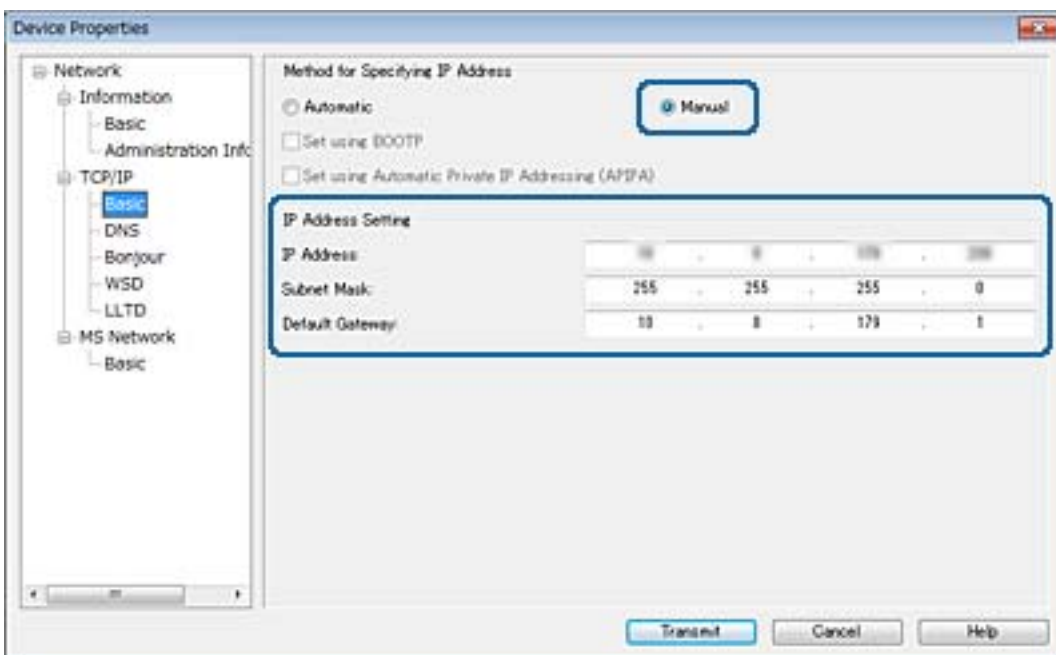 Device Properties
Network
Information
Basic
Administration Info
TCP/IP
Basic
DNS
Bonjour
WSD
LLTD
MS Network
Basic
Method for Specifying IP Address
Automatic Manual
Set using BOOTP
Set using Automatic Private IP Addressing (APIPA)
IP Address Setting
IP Address:
Subnet Mask: 255 . 255 . 255 . 0
Default Gateway: 10 . 8 . 179 . 1
Transmit Cancel Help